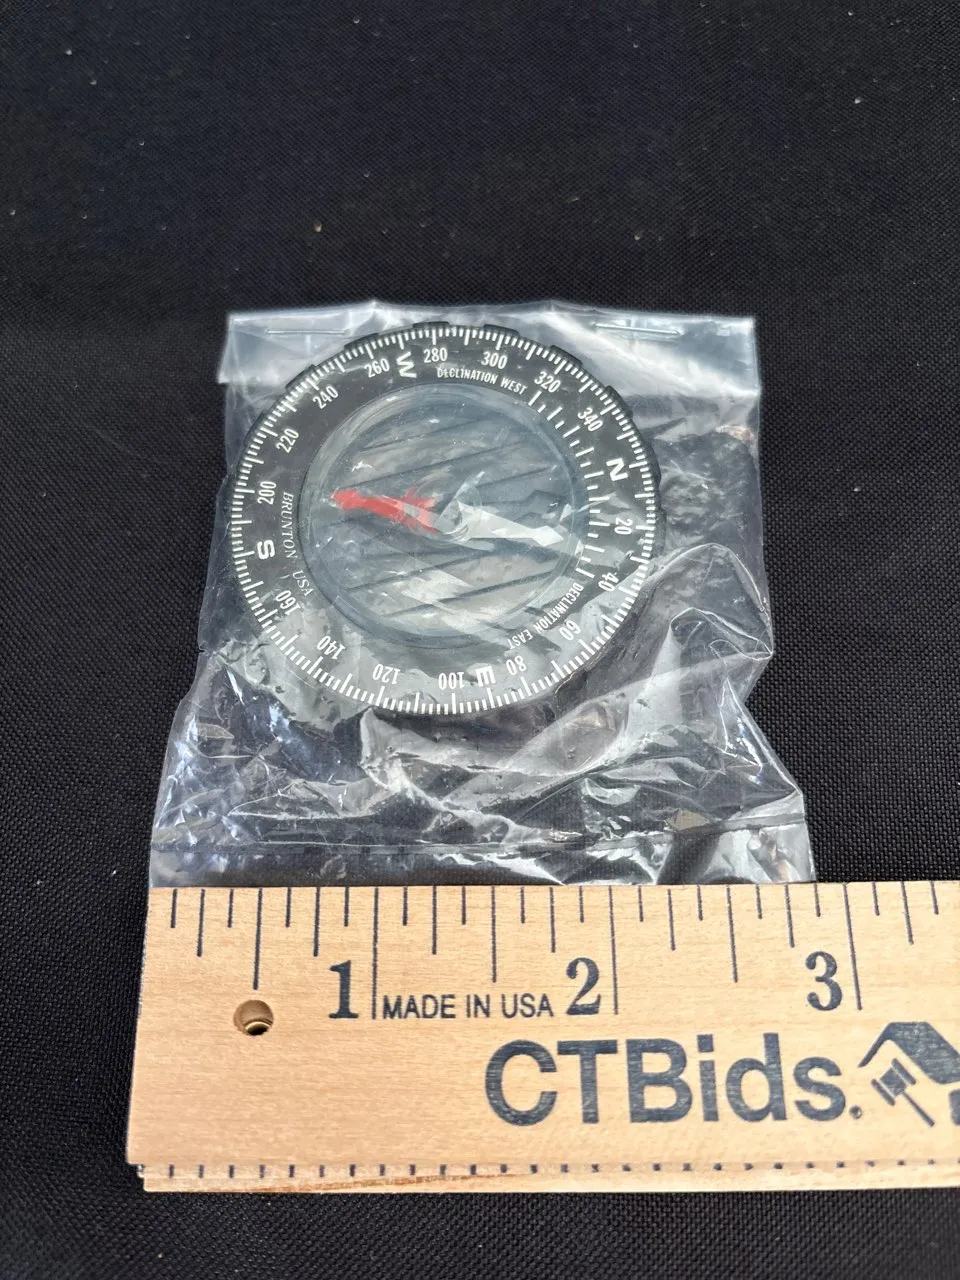 N
20
40
60
80
E
100
120
140
160
S
200
220
240
260
W
280
300
320
340
DECLINATION WEST
DECLINATION EAST
BRUNTON USA
1 2 3
MADE IN USA
CTBids.